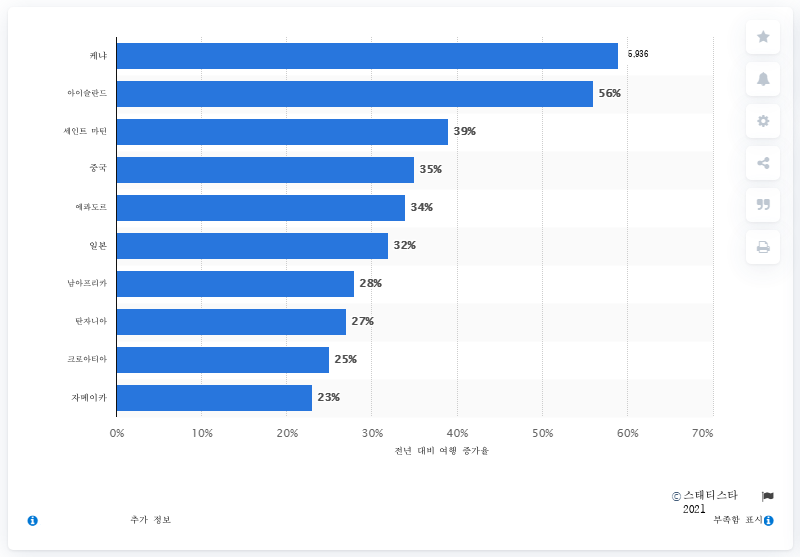 케냐 5,936
아이슬란드 56%
세인트 마틴 39%
중국 35%
에콰도르 34%
일본 32%
남아프리카 28%
탄자니아 27%
크로아티아 25%
자메이카 23%
0% 10% 20% 30% 40% 50% 60% 70%
전년 대비 여행 증가율
© 스태티스타
2021
추가 정보 부족함 표시